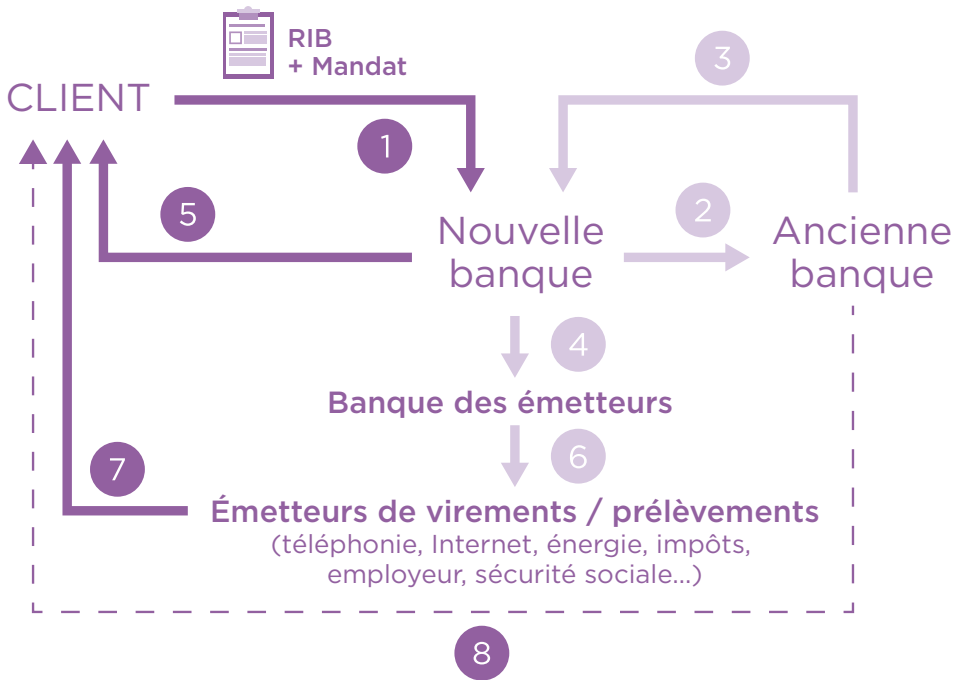 RIB
+ Mandat
3
CLIENT
1
5
2
Nouvelle
banque
Ancienne
banque
4
Banque des émetteurs
6
7
Émetteurs de virements / prélèvements
(téléphonie, Internet, énergie, impôts,
employeur, sécurité sociale...)
8